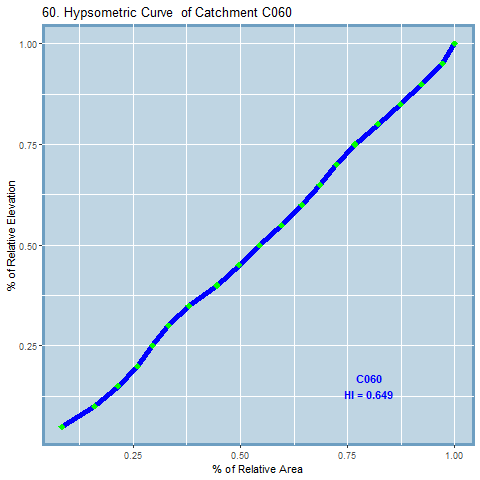 60. Hypsometric Curve  of Catchment C060
1.00
0.75
0.50
0.25
% of Relative Elevation
C060
HI = 0.649
0.25
0.50
0.75
1.00
% of Relative Area